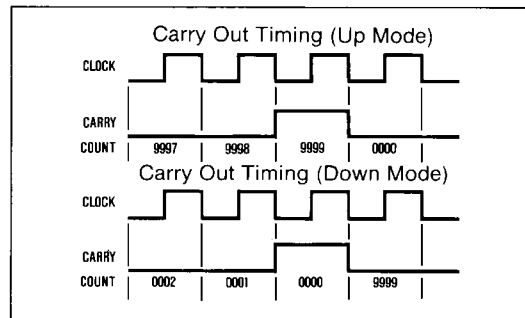 Carry Out Timing (Up Mode)
CLOCK
CARRY
COUNT 9997 9998 9999 0000
Carry Out Timing (Down Mode)
CLOCK
CARRY
COUNT 0002 0001 0000 9999